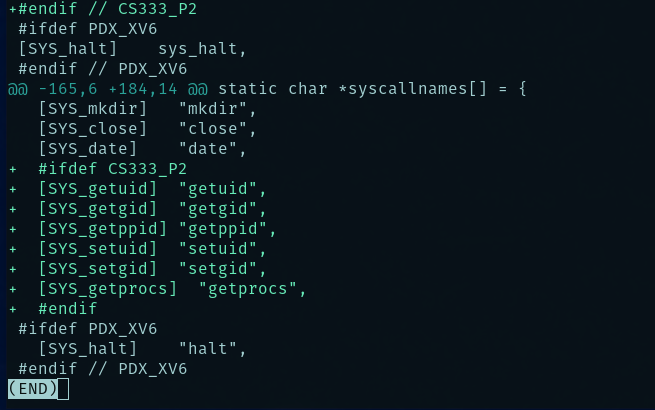 +#endif // CS333_P2
 #ifdef PDX_XV6
 [SYS_halt]    sys_halt,
 #endif // PDX_XV6
@@ -165,6 +184,14 @@ static char *syscallnames[] = {
   [SYS_mkdir]   "mkdir",
   [SYS_close]   "close",
   [SYS_date]    "date",
+  #ifdef CS333_P2
+  [SYS_getuid]  "getuid",
+  [SYS_getgid]  "getgid",
+  [SYS_getppid] "getppid",
+  [SYS_setuid]  "setuid",
+  [SYS_setgid]  "setgid",
+  [SYS_getprocs]  "getprocs",
+  #endif
 #ifdef PDX_XV6
   [SYS_halt]    "halt",
 #endif // PDX_XV6
(END)